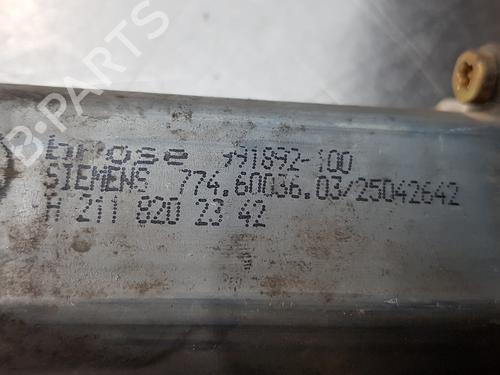 B-PARTS
brose 991892-100
SIEMENS 774.60036.03/25042642
A 211 820 23 42